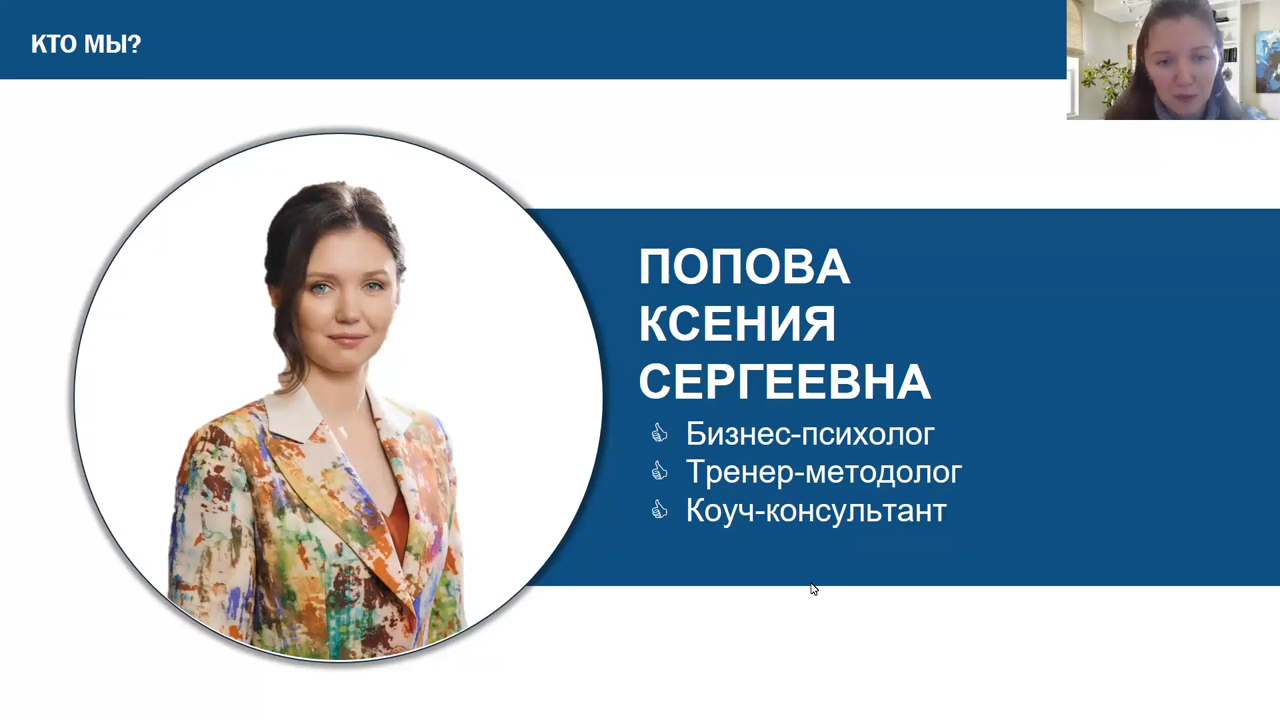 КТО МЫ?
ПОПОВА
КСЕНИЯ
СЕРГЕЕВНА
Бизнес-психолог
Тренер-методолог
Коуч-консультант